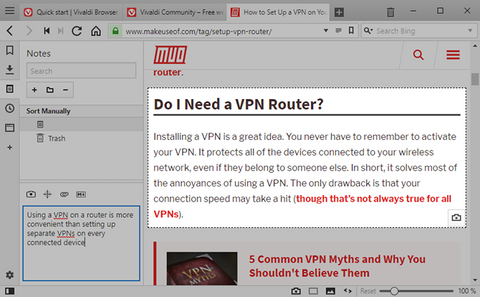 Quick start | Vivaldi Browser
Vivaldi Community – Free w
How to Set Up a VPN on Yo
www.makeuseof.com/tag/setup-vpn-router/
Search Bing
Notes
Search
Sort Manually
Trash
Using a VPN on a router is more
convenient than setting up
separate VPNs on every
connected device
MUO
router.
Do I Need a VPN Router?
Installing a VPN is a great idea. You never have to remember to activate
your VPN. It protects all of the devices connected to your wireless
network, even if they belong to someone else. In short, it solves most of
the annoyances of using a VPN. The only drawback is that your
connection speed may take a hit (though that's not always true for all
VPNs).
VPN
MYTHS
5 Common VPN Myths and Why You
Shouldn't Believe Them
Reset
100 %